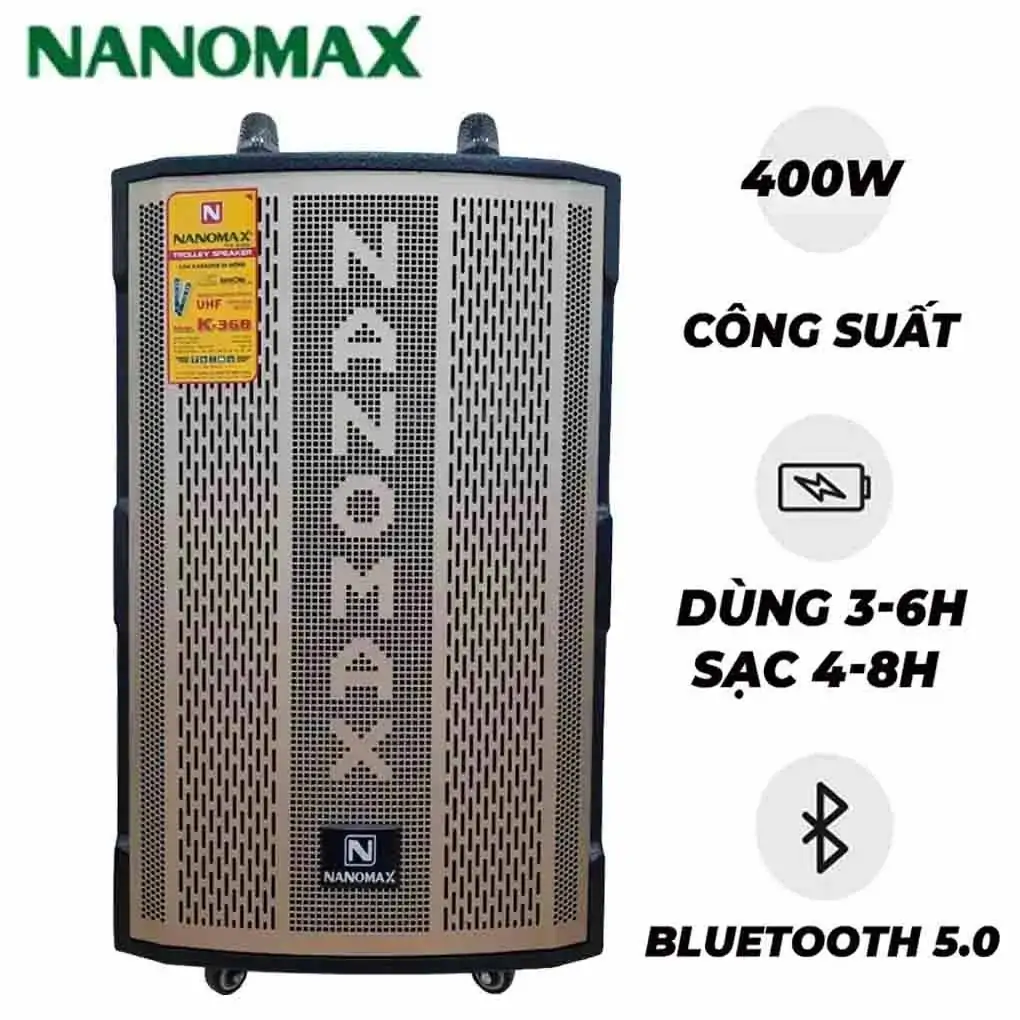 NANOMAX
N
NANOMAX
TROLLEY SPEAKER
UHF
K-368
NANOMAX
N
NANOMAX
400W
CÔNG SUẤT
DÙNG 3-6H
SẠC 4-8H
BLUETOOTH 5.0